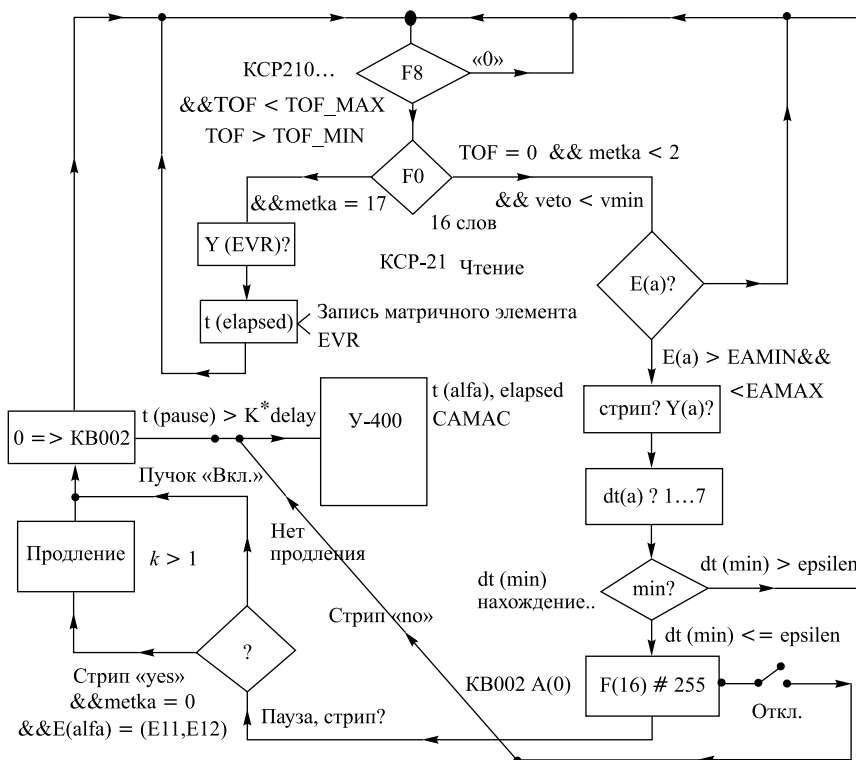 «0»
КСР210…
F8
&&TOF < TOF_MAX
TOF > TOF_MIN
TOF = 0 && metka < 2
F0
&&metka = 17
&& veto < vmin
16 слов
Y (EVR)?
КСР-21 Чтение
E(a)?
t (elapsed)
Запись матричного элемента
EVR
E(a) > EAMIN&&
<EAMAX
t (pause) > K*delay
t (alfa), elapsed
CAMAC
У-400
стрип? Y(a)?
0 = > КВ002
Пучок «Вкл.»
dt(a) ? 1…7
Продление
k > 1
Нет
продления
dt (min)
нахождение..
min?
dt (min) > epsilen
Стрип «no»
dt (min) < = epsilen
?
Стрип «yes»
&&metka = 0
&&E(alfa) = (E11,E12)
Пауза, стрип?
КВ002 А(0)
F(16) # 255
Откл.